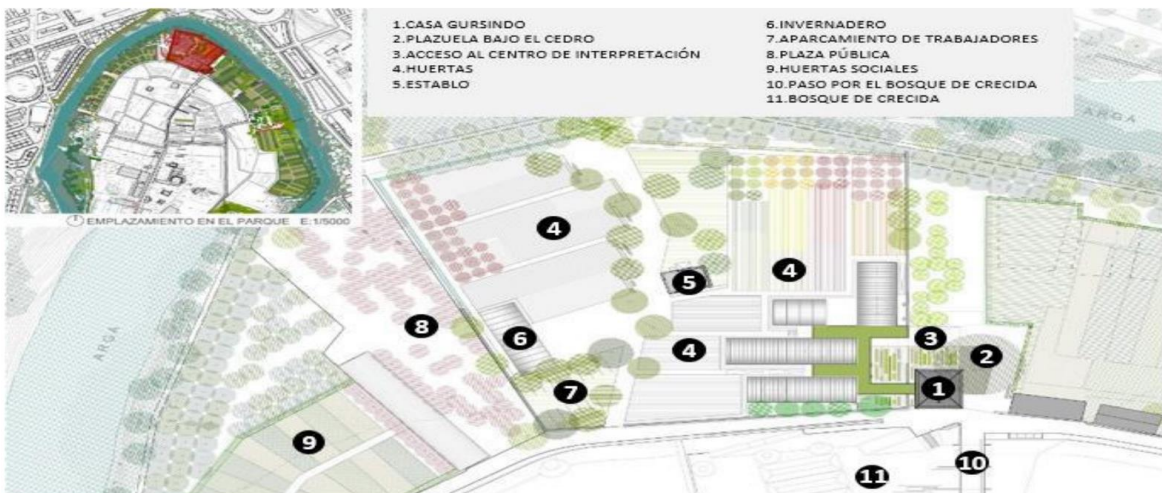 1.CASA GURSINDO
2.PLAZUELA BAJO EL CEDRO
3.ACCESO AL CENTRO DE INTERPRETACIÓN
4.HUERTAS
5.ESTABLO
6.INVERNADERO
7.APARCAMIENTO DE TRABAJADORES
8.PLAZA PÚBLICA
9.HUERTAS SOCIALES
10.PASO POR EL BOSQUE DE CRECIDA
11.BOSQUE DE CRECIDA
EMPLAZAMIENTO EN EL PARQUE E:1/5000
ARGA
ARGA
4
4
5
8
6
4
3
2
7
1
9
10
11